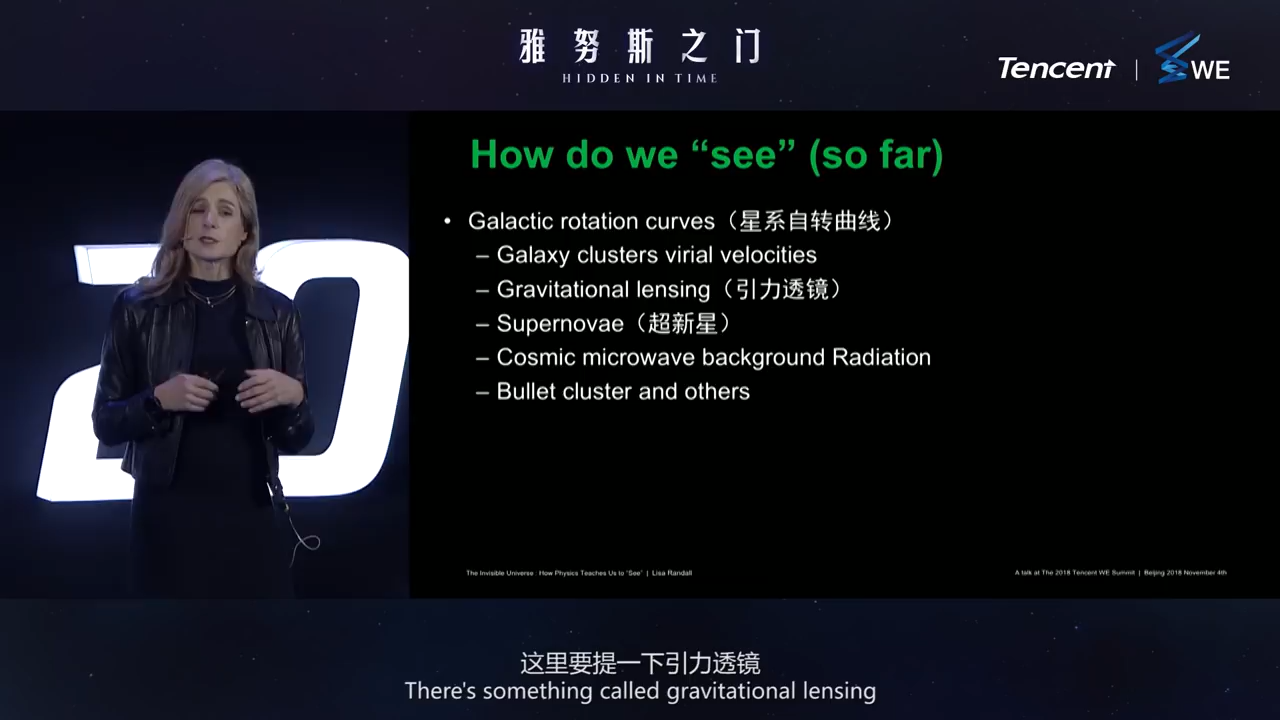 雅努斯之门
HIDDEN IN TIME
Tencent | WE
20
How do we “see” (so far)
• Galactic rotation curves（星系自转曲线）
– Galaxy clusters virial velocities
– Gravitational lensing（引力透镜）
– Supernovae（超新星）
– Cosmic microwave background Radiation
– Bullet cluster and others
The Invisible Universe : How Physics Teaches Us to “See” | Lisa Randall
A talk at The 2018 Tencent WE Summit | Beijing 2018 November 4th
这里要提一下引力透镜
There's something called gravitational lensing